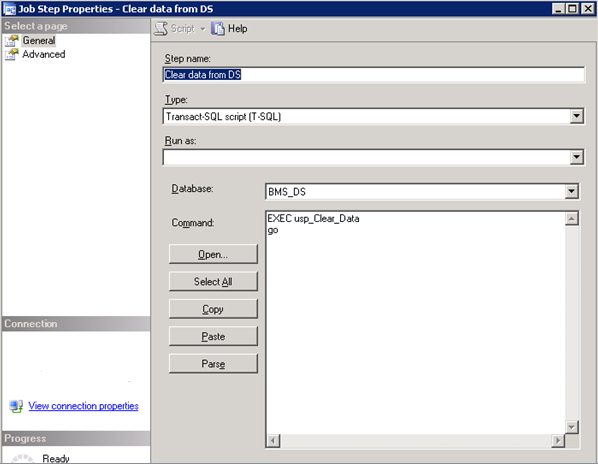 Job Step Properties - Clear data from DS
Select a page
General
Advanced
Script
Help
Step name:
Clear data from DS
Type:
Transact-SQL script (T-SQL)
Run as:
Database:
BMS_DS
Command:
EXEC usp_Clear_Data
go
Open...
Select All
Copy
Paste
Parse
Connection
View connection properties
Progress
Ready